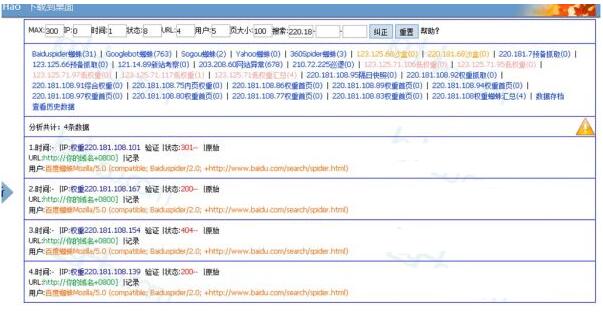 Hao 下载到桌面
MAX:300 IP:0 时间:1 状态:8 URL:4 用户:5 页大小:100 搜索:220.18- - - 纠正 重置 帮助?
Baiduspider蜘蛛(31) | Googlebot蜘蛛(763) | Sogou蜘蛛(2) | Yahoo蜘蛛(0) | 360Spider蜘蛛(3) | 123.125.68沙盒(0) | 220.181.68沙盒(0) | 220.181.7预备抓取(0) |
123.125.66预备抓取(0) | 121.14.89新站考察(0) | 203.208.60网站异常(678) | 210.72.225巡逻(0) | 123.125.71.106低权重(0) | 123.125.71.95低权重(0) |
123.125.71.97低权重(0) | 123.125.71.117低权重(1) | 123.125.71低权重汇总(4) | 220.181.108.95隔日快照(0) | 220.181.108.92权重抓取(0) |
220.181.108.91综合权重(0) | 220.181.108.75内页权重(0) | 220.181.108.86权重首页(0) | 220.181.108.89权重首页(0) | 220.181.108.94权重首页(0) |
220.181.108.97权重首页(0) | 220.181.108.80权重首页(0) | 220.181.108.77权重首页(0) | 220.181.108.83权重首页(0) | 220.181.108权重蜘蛛汇总(4) | 数据存档
查看历史数据
分析共计: 4条数据
1.时间:- |IP:权重220.181.108.101 验证 |状态:301-- |原始
URL:http://你的域名+0800] |记录
用户:百度蜘蛛Mozilla/5.0 (compatible; Baiduspider/2.0; +http://www.baidu.com/search/spider.html)
2.时间:- |IP:权重220.181.108.167 验证 |状态:200-- |原始
URL:http://你的域名+0800] |记录
用户:百度蜘蛛Mozilla/5.0 (compatible; Baiduspider/2.0; +http://www.baidu.com/search/spider.html)
3.时间:- |IP:权重220.181.108.154 验证 |状态:404-- |原始
URL:http://你的域名+0800] |记录
用户:百度蜘蛛Mozilla/5.0 (compatible; Baiduspider/2.0; +http://www.baidu.com/search/spider.html)
4.时间:- |IP:权重220.181.108.139 验证 |状态:200-- |原始
URL:http://你的域名+0800] |记录
用户:百度蜘蛛Mozilla/5.0 (compatible; Baiduspider/2.0; +http://www.baidu.com/search/spider.html)